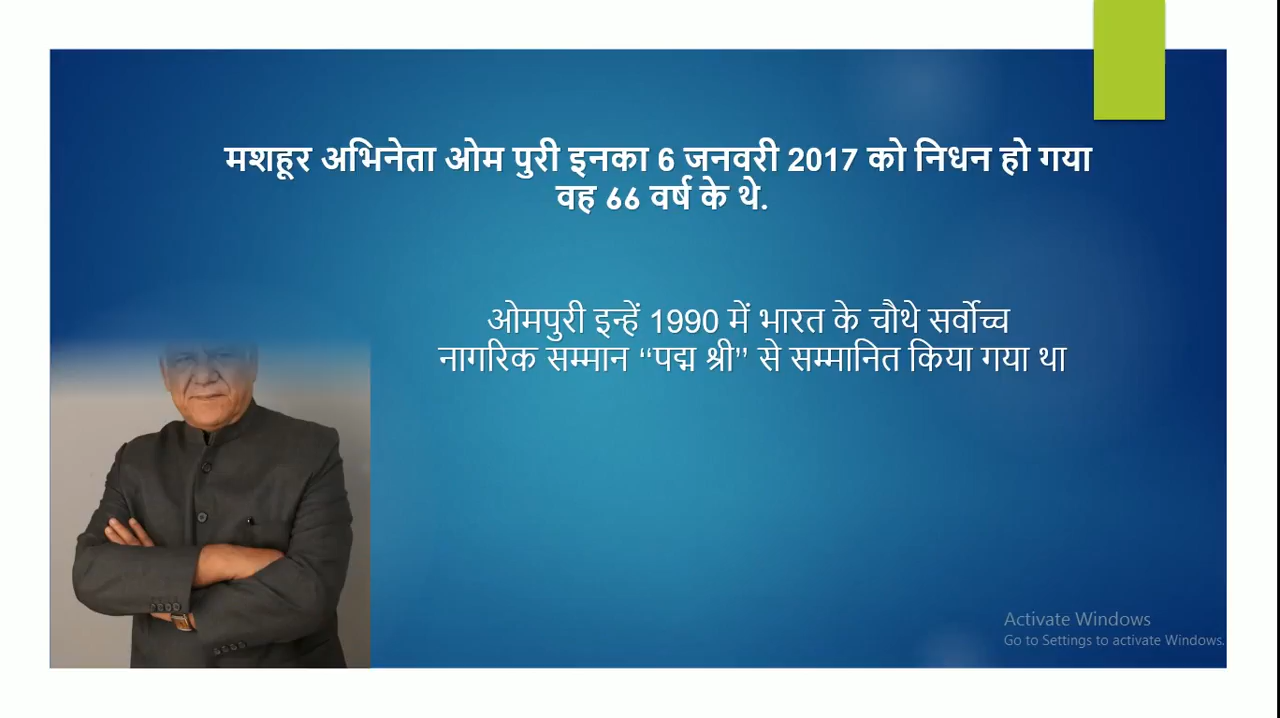 मशहूर अभिनेता ओम पुरी इनका 6 जनवरी 2017 को निधन हो गया
वह 66 वर्ष के थे.
ओमपुरी इन्हें 1990 में भारत के चौथे सर्वोच्च
नागरिक सम्मान “पद्म श्री” से सम्मानित किया गया था
Activate Windows
Go to Settings to activate Windows.